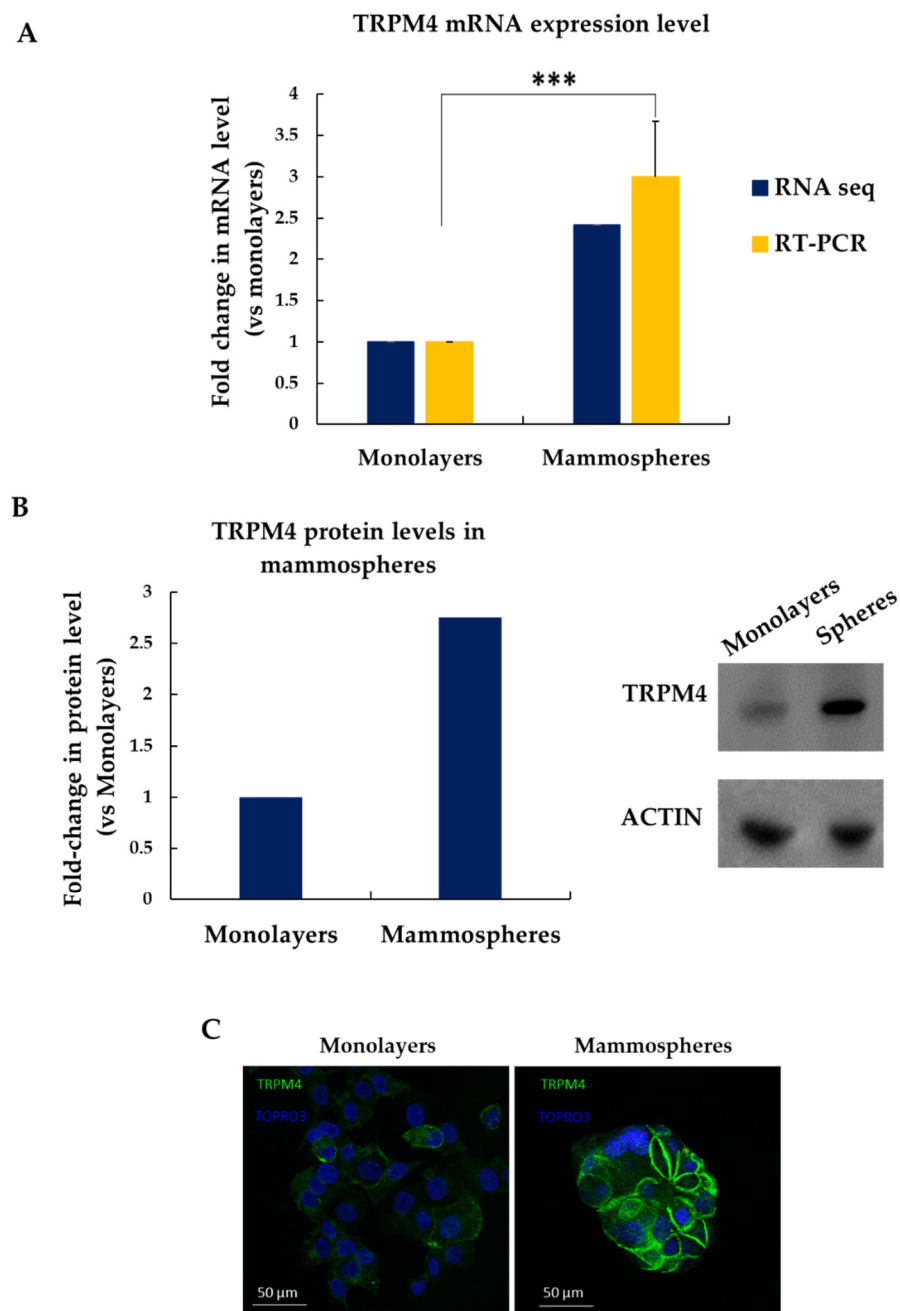 A
TRPM4 mRNA expression level
Fold change in mRNA level
(vs monolayers)
4
3.5
3
2.5
2
1.5
1
0.5
0
***
RNA seq
RT-PCR
Monolayers Mammospheres
B
TRPM4 protein levels in
mammospheres
Fold-change in protein level
(vs Monolayers)
3
2.5
2
1.5
1
0.5
0
Monolayers Mammospheres
Monolayers
Spheres
TRPM4
ACTIN
C
Monolayers
Mammospheres
TRPM4
TOPRO3
50 μm
TRPM4
TOPRO3
50 μm